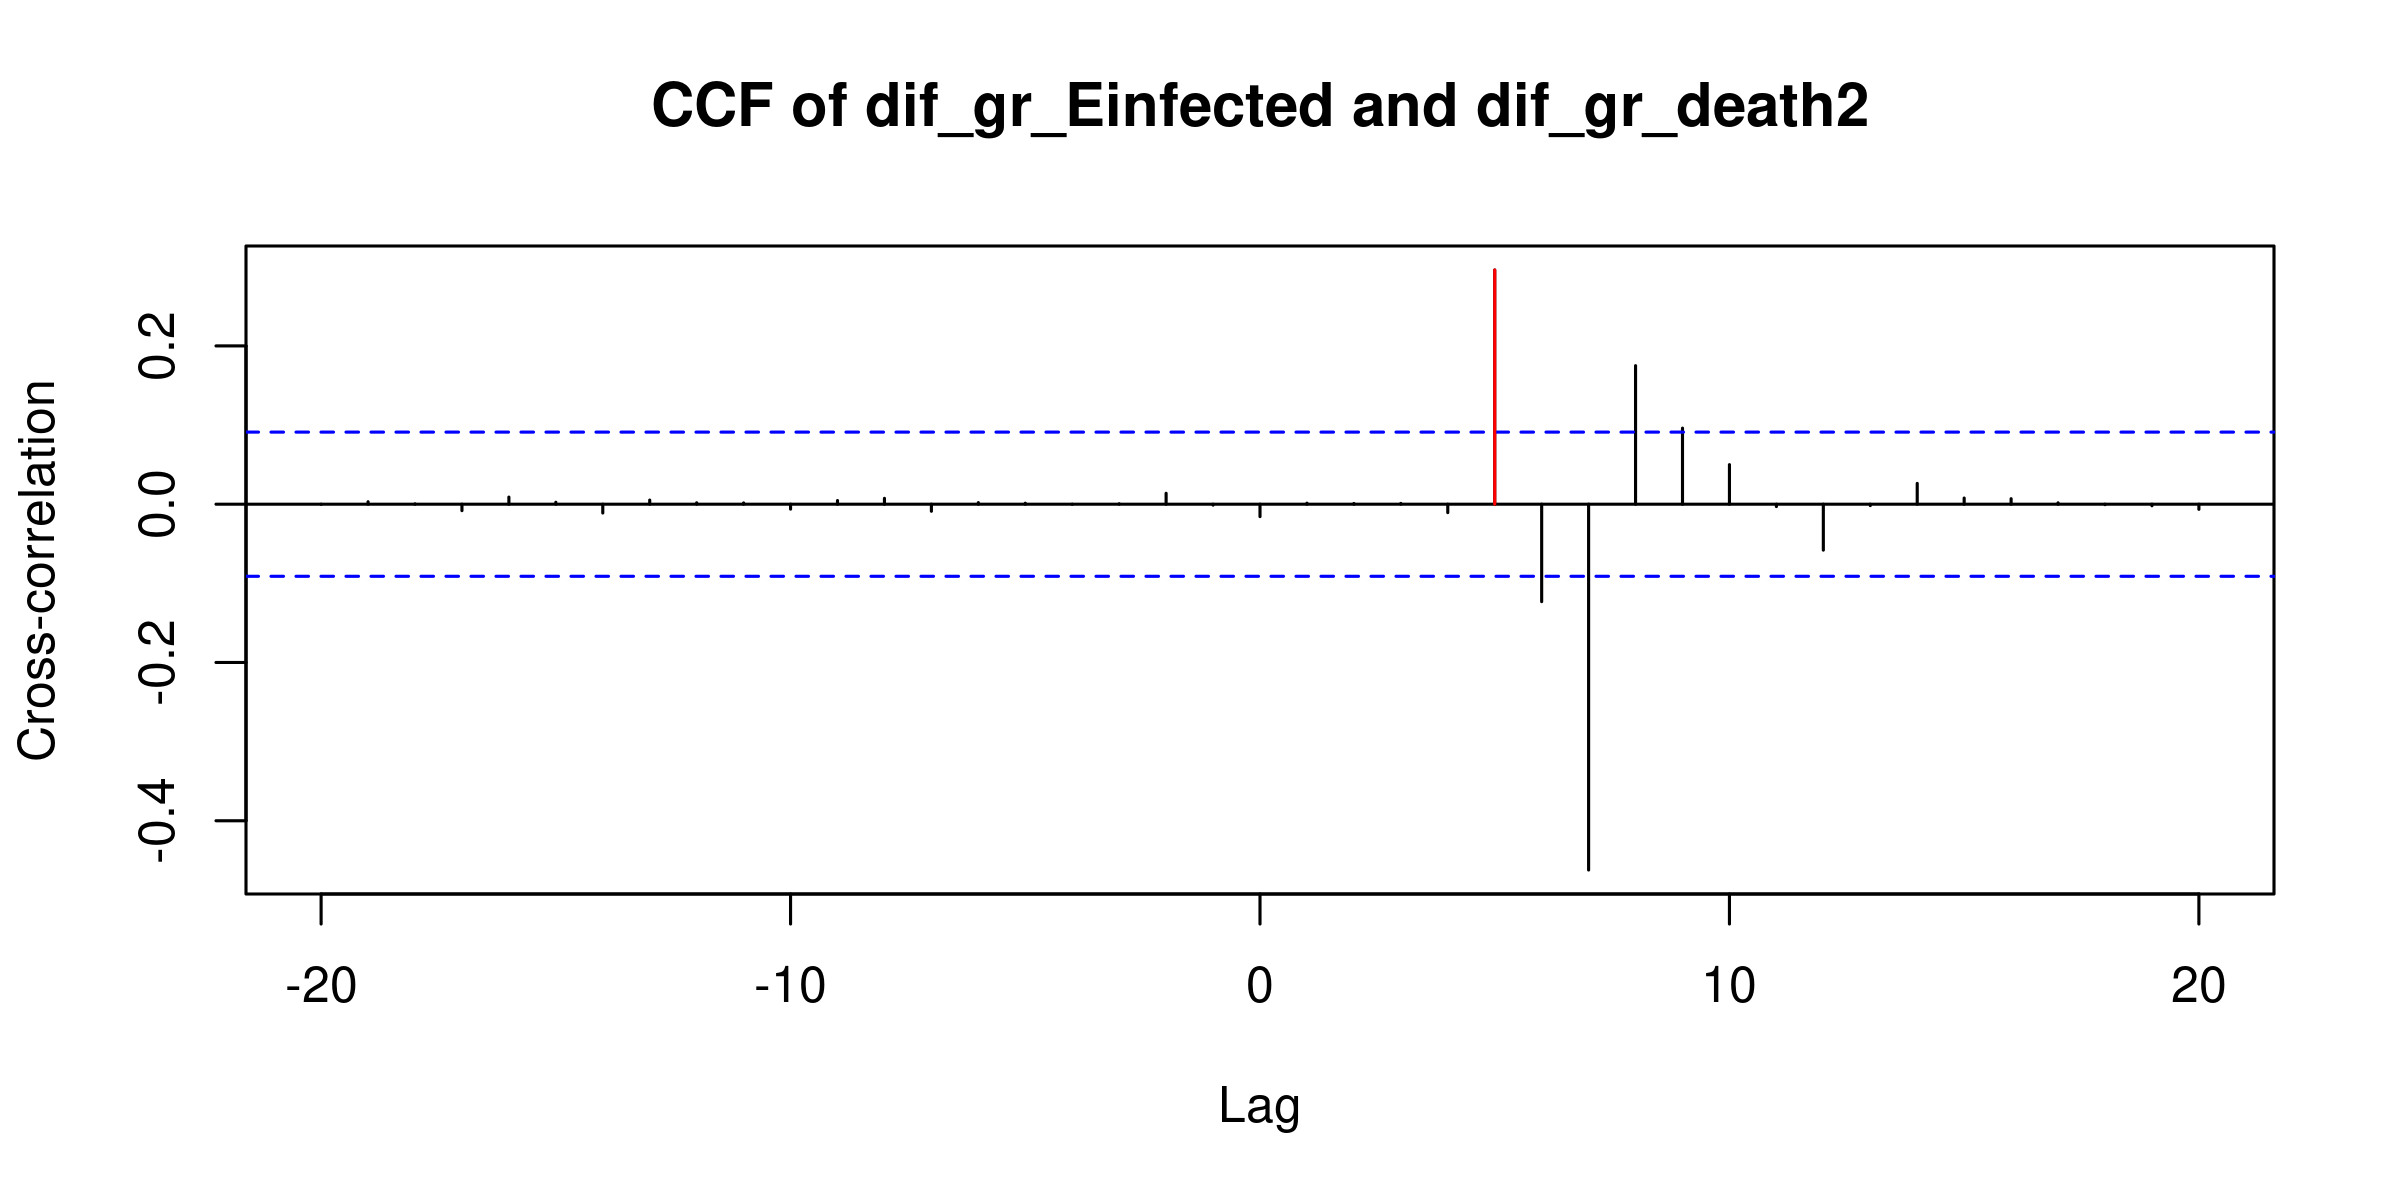 CCF of dif_gr_Einfected and dif_gr_death2
Cross-correlation
0.2
0.0
-0.2
-0.4
-20 -10 0 10 20
Lag